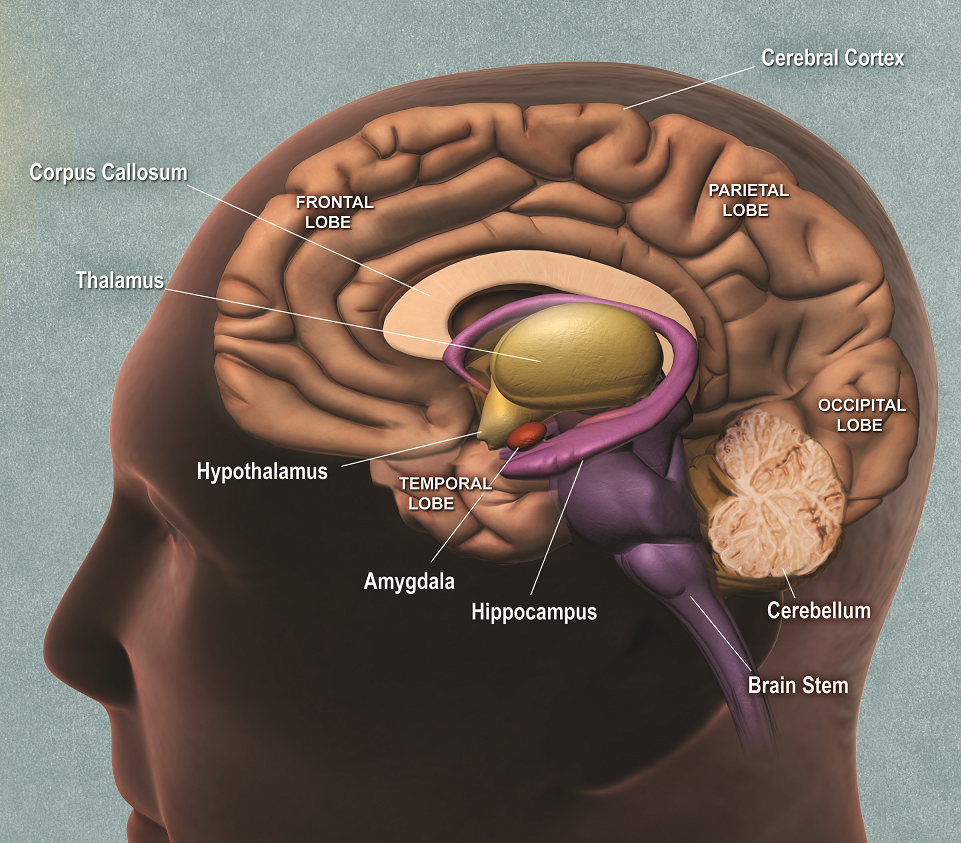 Cerebral Cortex
Corpus Callosum
FRONTAL
LOBE
PARIETAL
LOBE
Thalamus
OCCIPITAL
LOBE
Hypothalamus
TEMPORAL
LOBE
Amygdala
Hippocampus
Cerebellum
Brain Stem